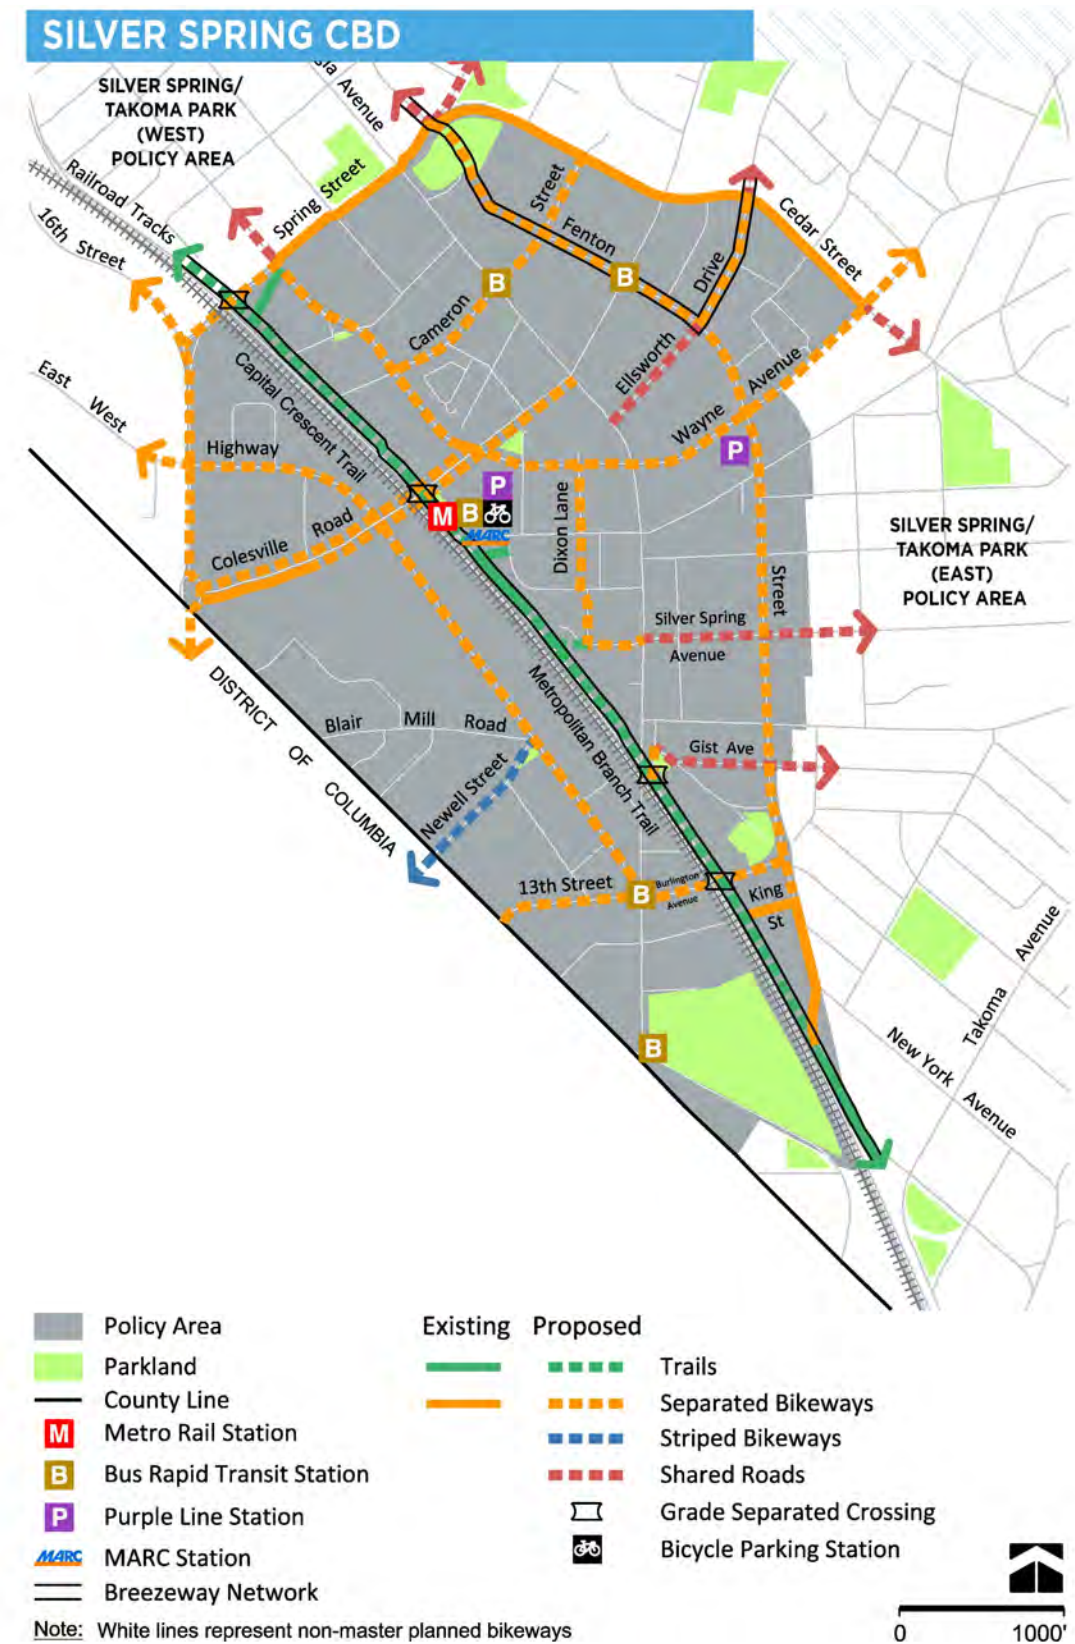 SILVER SPRING CBD
SILVER SPRING/
TAKOMA PARK
(WEST)
POLICY AREA
Avenue
Railroad Tracks
16th Street
Spring Street
Street
Fenton
Drive
Cedar Street
Cameron
Ellsworth
Avenue
Wayne
East
West
Highway
Capital Crescent Trail
Colesville
Road
B
B
P
P
M
B
MARC
Dixon Lane
Street
SILVER SPRING/
TAKOMA PARK
(EAST)
POLICY AREA
Silver Spring
Avenue
DISTRICT OF COLUMBIA
Blair Mill Road
Metropolitan Branch Trail
Gist Ave
Newell Street
13th Street
B
Burlington
Avenue
King
St
B
Takoma Avenue
New York Avenue
Policy Area
Parkland
County Line
M Metro Rail Station
B Bus Rapid Transit Station
P Purple Line Station
MARC MARC Station
Breezeway Network
Existing Proposed
Trails
Separated Bikeways
Striped Bikeways
Shared Roads
Grade Separated Crossing
Bicycle Parking Station
Note: White lines represent non-master planned bikeways
0 1000'